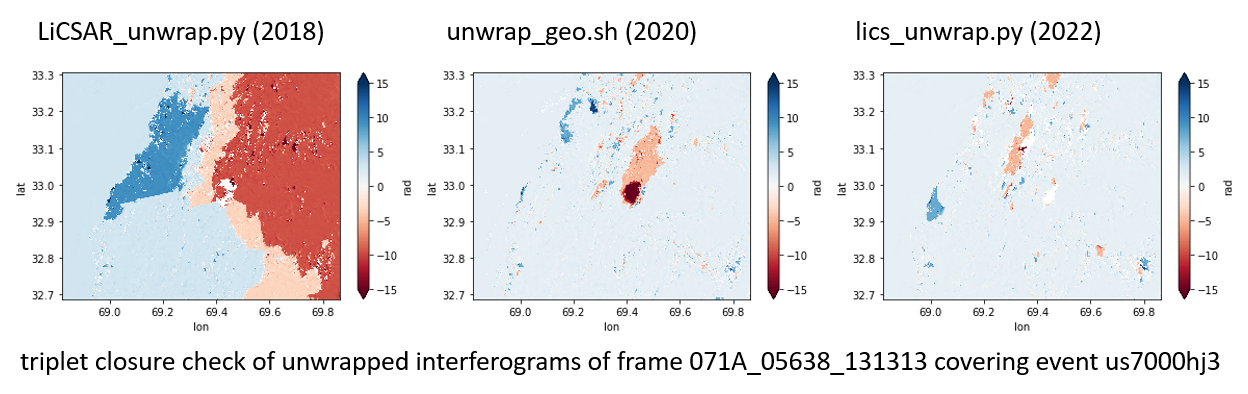 LiCSAR_unwrap.py (2018)
unwrap_geo.sh (2020)
lics_unwrap.py (2022)
33.3
33.2
33.1
33.0
32.9
32.8
32.7
lat
69.0 69.2 69.4 69.6 69.8
lon
15
10
5
0
−5
−10
−15
rad
33.3
33.2
33.1
33.0
32.9
32.8
32.7
lat
69.0 69.2 69.4 69.6 69.8
lon
15
10
5
0
−5
−10
−15
rad
33.3
33.2
33.1
33.0
32.9
32.8
32.7
lat
69.0 69.2 69.4 69.6 69.8
lon
15
10
5
0
−5
−10
−15
rad
triplet closure check of unwrapped interferograms of frame 071A_05638_131313 covering event us7000hj3